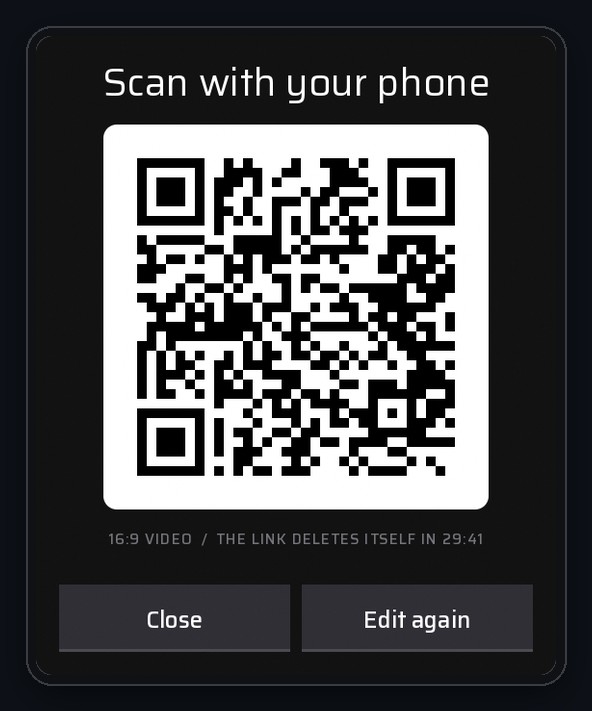 Scan with your phone
16:9 VIDEO / THE LINK DELETES ITSELF IN 29:41
Close
Edit again